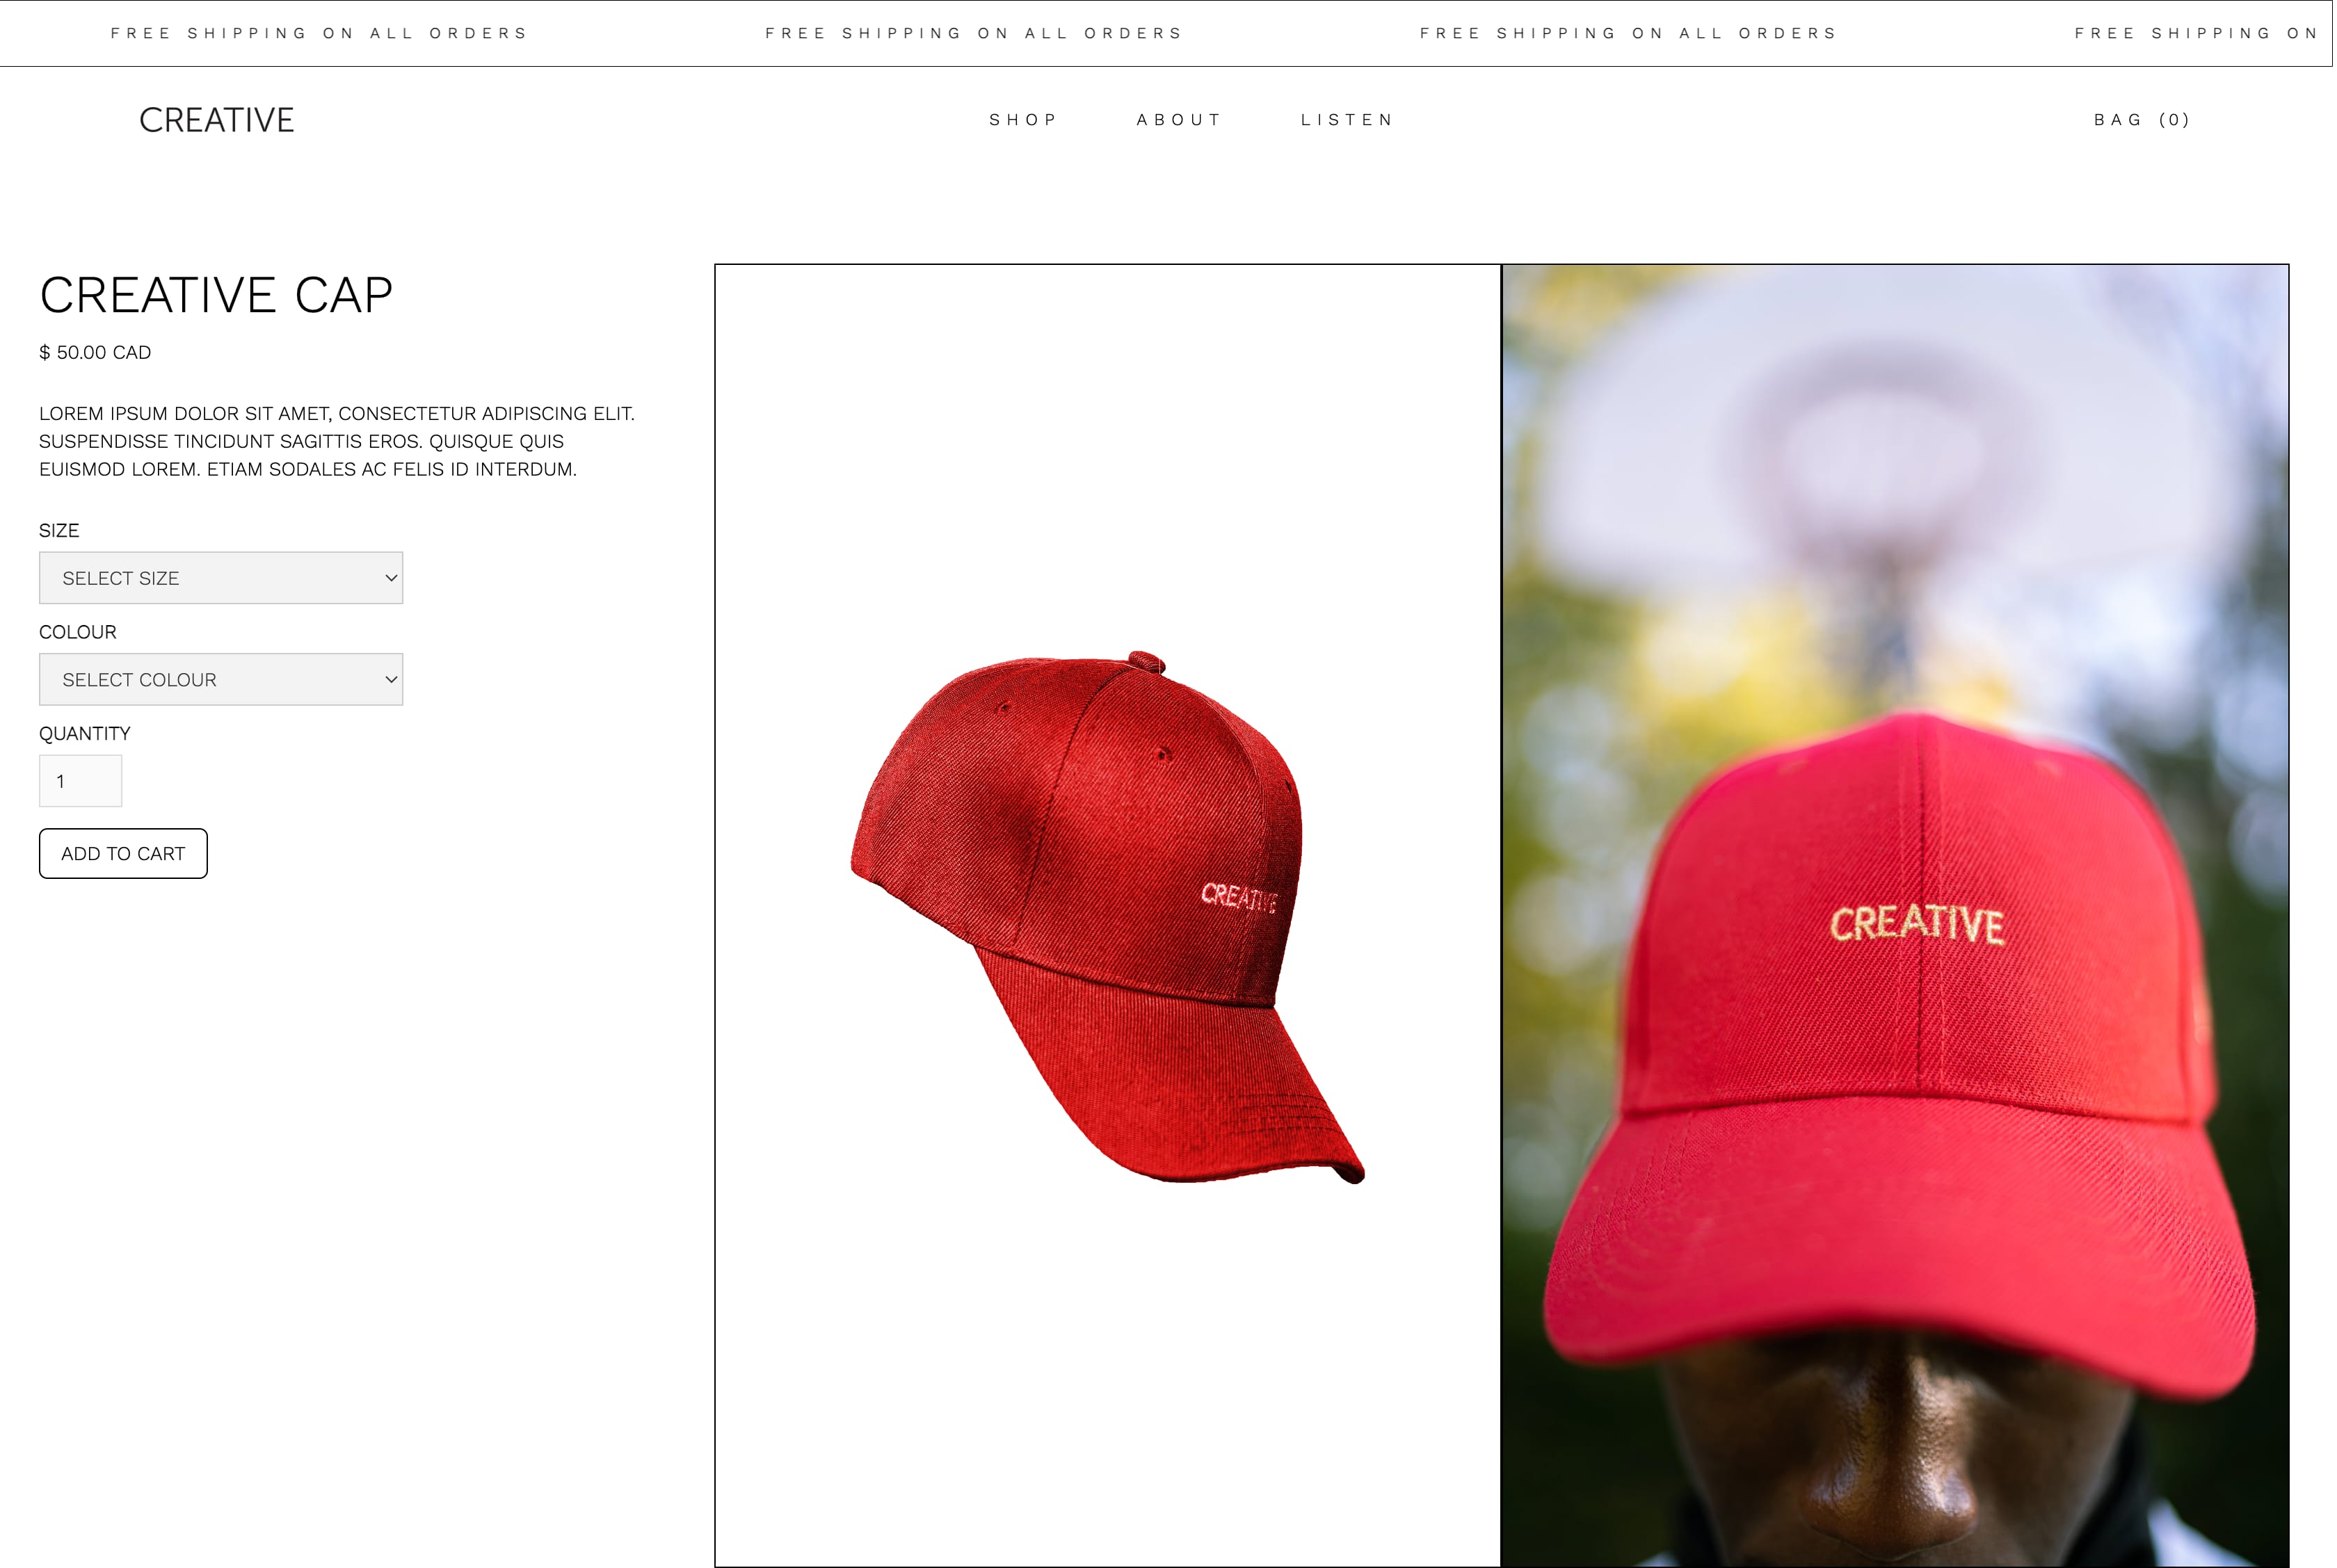 FREE SHIPPING ON ALL ORDERS FREE SHIPPING ON ALL ORDERS FREE SHIPPING ON ALL ORDERS FREE SHIPPING ON
CREATIVE SHOP ABOUT LISTEN BAG (0)
CREATIVE CAP
$ 50.00 CAD
LOREM IPSUM DOLOR SIT AMET, CONSECTETUR ADIPISCING ELIT.
SUSPENDISSE TINCIDUNT SAGITTIS EROS. QUISQUE QUIS
EUISMOD LOREM. ETIAM SODALES AC FELIS ID INTERDUM.
SIZE
SELECT SIZE
COLOUR
SELECT COLOUR
QUANTITY
1
ADD TO CART
CREATIVE
CREATIVE